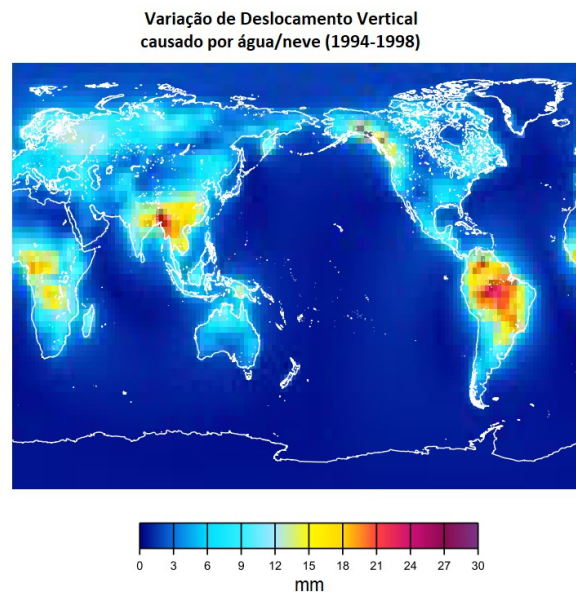 Variação de Deslocamento Vertical
causado por água/neve (1994-1998)
0 3 6 9 12 15 18 21 24 27 30
mm